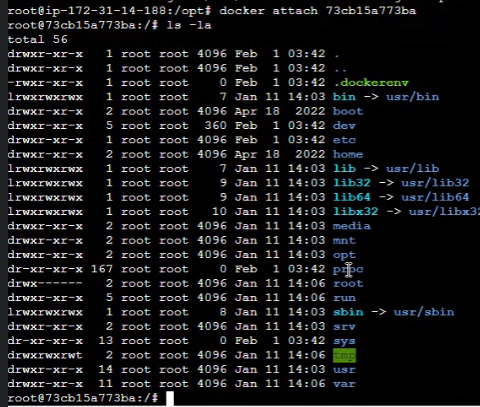 root@ip-172-31-14-188:/opt# docker attach 73cb15a773ba
root@73cb15a773ba:/# ls -la
total 56
drwxr-xr-x   1 root root 4096 Feb  1 03:42 .
drwxr-xr-x   1 root root 4096 Feb  1 03:42 ..
-rwxr-xr-x   1 root root    0 Feb  1 03:42 .dockerenv
lrwxrwxrwx   1 root root    7 Jan 11 14:03 bin -> usr/bin
drwxr-xr-x   2 root root 4096 Apr 18  2022 boot
drwxr-xr-x   5 root root  360 Feb  1 03:42 dev
drwxr-xr-x   1 root root 4096 Feb  1 03:42 etc
drwxr-xr-x   2 root root 4096 Apr 18  2022 home
lrwxrwxrwx   1 root root    7 Jan 11 14:03 lib -> usr/lib
lrwxrwxrwx   1 root root    9 Jan 11 14:03 lib32 -> usr/lib32
lrwxrwxrwx   1 root root    9 Jan 11 14:03 lib64 -> usr/lib64
lrwxrwxrwx   1 root root   10 Jan 11 14:03 libx32 -> usr/libx32
drwxr-xr-x   2 root root 4096 Jan 11 14:03 media
drwxr-xr-x   2 root root 4096 Jan 11 14:03 mnt
drwxr-xr-x   2 root root 4096 Jan 11 14:03 opt
dr-xr-xr-x 167 root root    0 Feb  1 03:42 proc
drwx------   2 root root 4096 Jan 11 14:06 root
drwxr-xr-x   5 root root 4096 Jan 11 14:06 run
lrwxrwxrwx   1 root root    8 Jan 11 14:03 sbin -> usr/sbin
drwxr-xr-x   2 root root 4096 Jan 11 14:03 srv
dr-xr-xr-x  13 root root    0 Feb  1 03:42 sys
drwxrwxrwt   2 root root 4096 Jan 11 14:06 tmp
drwxr-xr-x  14 root root 4096 Jan 11 14:03 usr
drwxr-xr-x  11 root root 4096 Jan 11 14:06 var
root@73cb15a773ba:/#